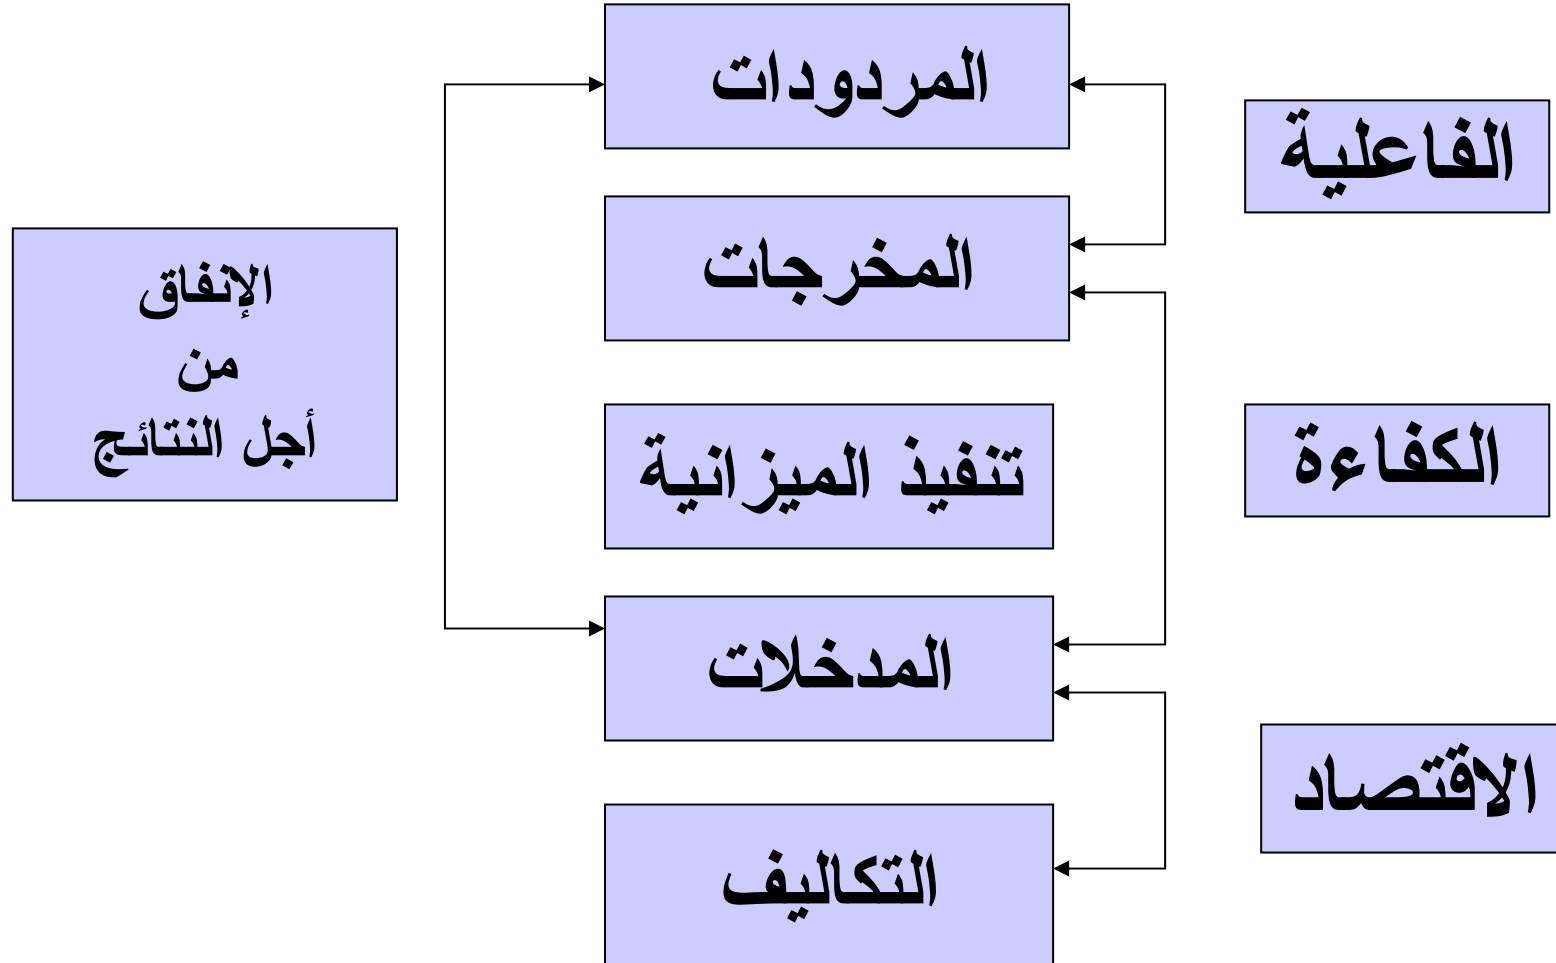 المردودات
الفاعلية
المخرجات
الإنفاق
من
أجل النتائج
تنفيذ الميزانية
الكفاءة
المدخلات
الاقتصاد
التكاليف